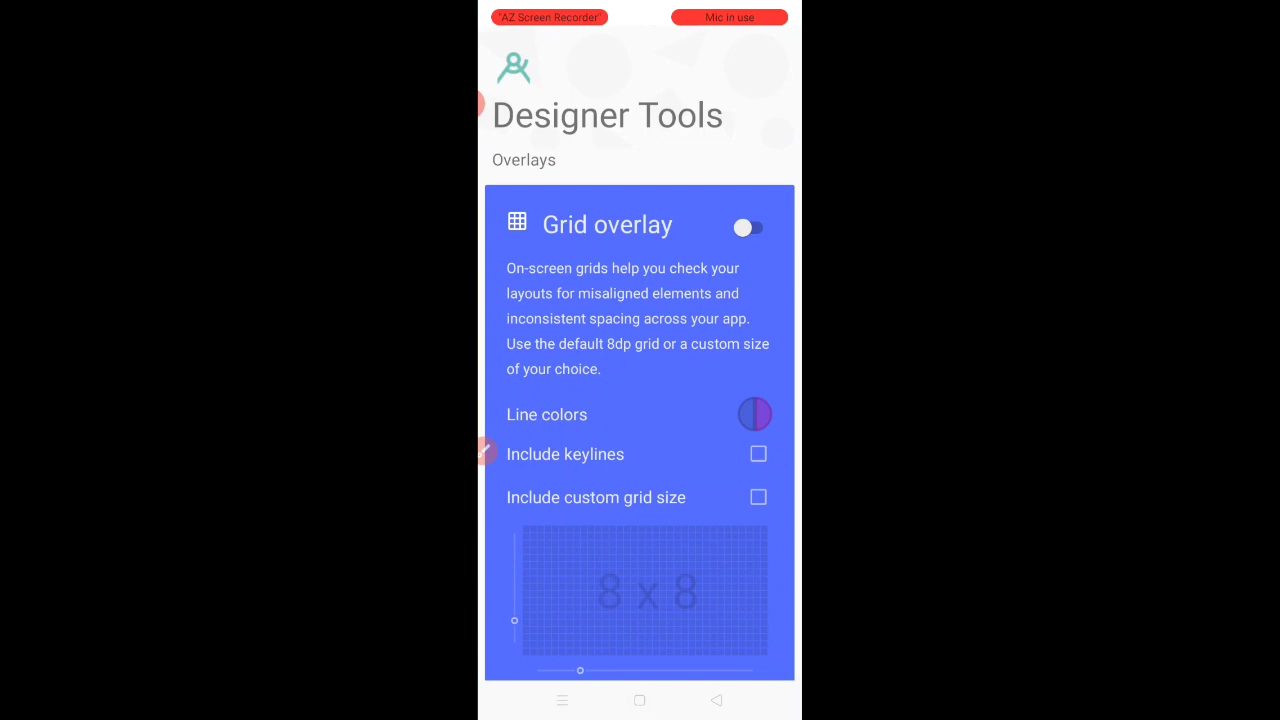 "AZ Screen Recorder" Mic in use
Designer Tools
Overlays
Grid overlay
On-screen grids help you check your
layouts for misaligned elements and
inconsistent spacing across your app.
Use the default 8dp grid or a custom size
of your choice.
Line colors
Include keylines
Include custom grid size
8 x 8